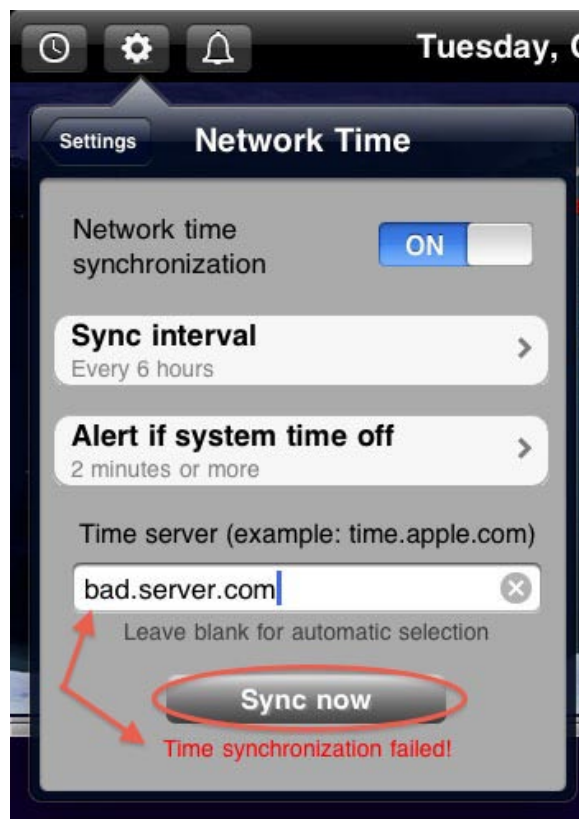 Tuesday,
Settings
Network Time
Network time
synchronization
ON
Sync interval
Every 6 hours
Alert if system time off
2 minutes or more
Time server (example: time.apple.com)
bad.server.com
Leave blank for automatic selection
Sync now
Time synchronization failed!